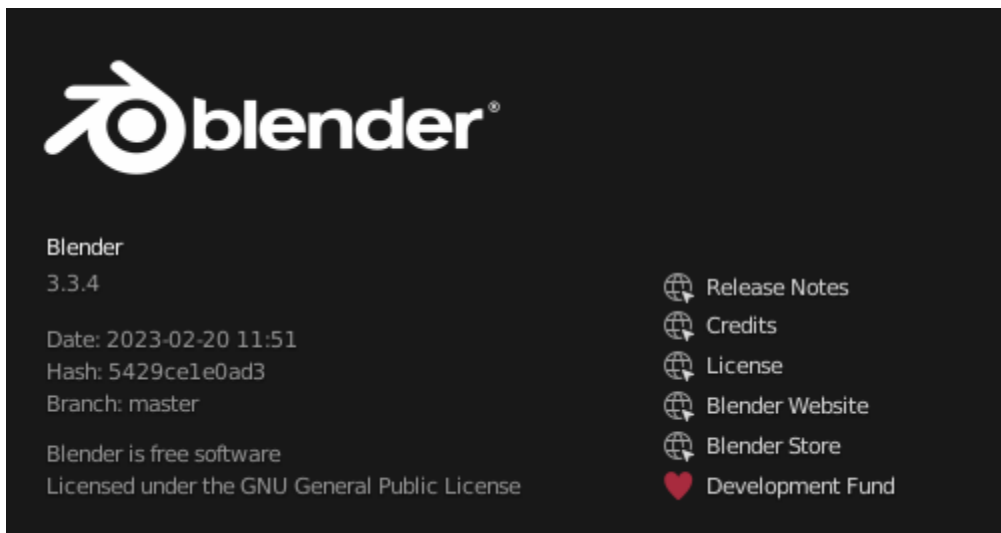 blender®
Blender
3.3.4
Date: 2023-02-20 11:51
Hash: 5429ce1e0ad3
Branch: master
Blender is free software
Licensed under the GNU General Public License
Release Notes
Credits
License
Blender Website
Blender Store
Development Fund